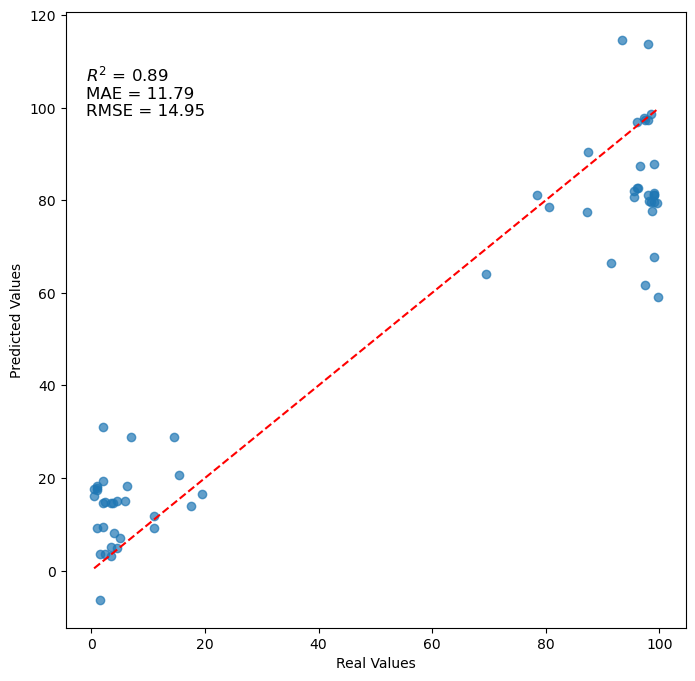 120
100
80
60
40
20
0
R² = 0.89
MAE = 11.79
RMSE = 14.95
Predicted Values
0 20 40 60 80 100
Real Values